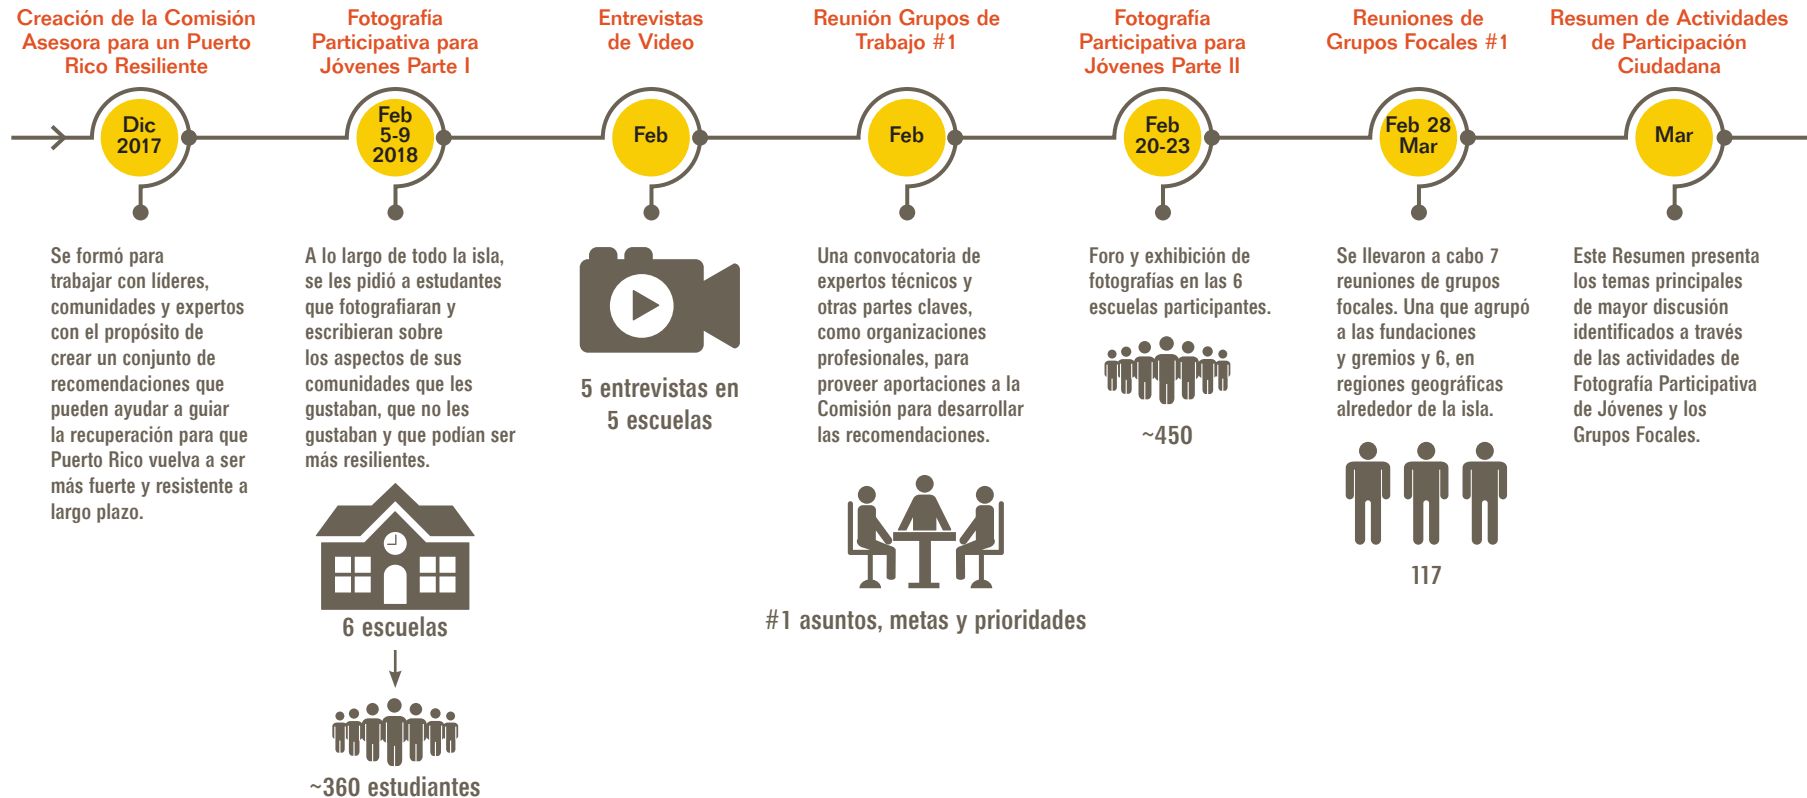 Creación de la Comisión
Asesora para un Puerto
Rico Resiliente
Dic
2017
Se formó para
trabajar con líderes,
comunidades y expertos
con el propósito de
crear un conjunto de
recomendaciones que
pueden ayudar a guiar
la recuperación para que
Puerto Rico vuelva a ser
más fuerte y resistente a
largo plazo.
Fotografía
Participativa para
Jóvenes Parte I
Feb
5-9
2018
A lo largo de todo la isla,
se les pidió a estudiantes
que fotografiaran y
escribieran sobre
los aspectos de sus
comunidades que les
gustaban, que no les
gustaban y que podían ser
más resilientes.
6 escuelas
~360 estudiantes
Entrevistas
de Video
Feb
5 entrevistas en
5 escuelas
Reunión Grupos de
Trabajo #1
Feb
Una convocatoria de
expertos técnicos y
otras partes claves,
como organizaciones
profesionales, para
proveer aportaciones a la
Comisión para desarrollar
las recomendaciones.
#1 asuntos, metas y prioridades
Fotografía
Participativa para
Jóvenes Parte II
Feb
20-23
Foro y exhibición de
fotografías en las 6
escuelas participantes.
~450
Reuniones de
Grupos Focales #1
Feb 28
Mar
Se llevaron a cabo 7
reuniones de grupos
focales. Una que agrupó
a las fundaciones
y gremios y 6, en
regiones geográficas
alrededor de la isla.
117
Resumen de Actividades
de Participación
Ciudadana
Mar
Este Resumen presenta
los temas principales
de mayor discusión
identificados a través
de las actividades de
Fotografía Participativa
de Jóvenes y los
Grupos Focales.